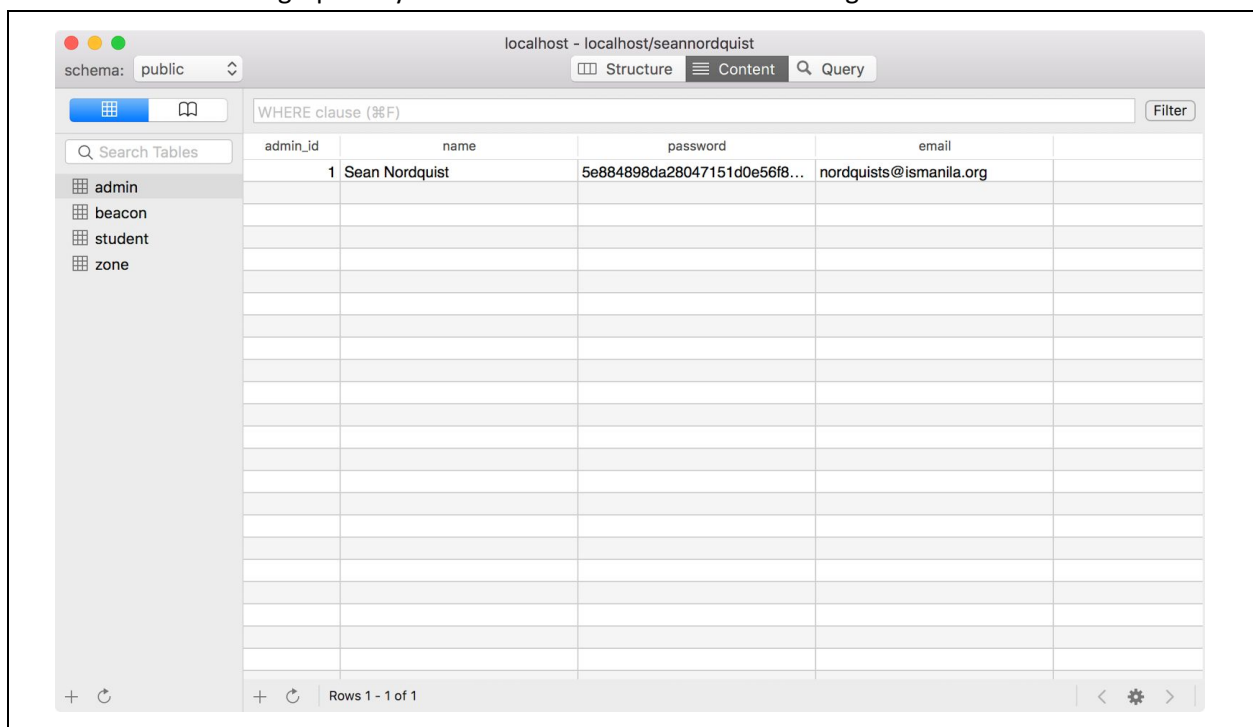 localhost - localhost/seannordquist
schema: public
Structure Content Query
WHERE clause (⌘F) Filter
Search Tables
admin
beacon
student
zone
admin_id name password email
1 Sean Nordquist 5e884898da28047151d0e56f8... nordquists@ismanila.org
Rows 1 - 1 of 1